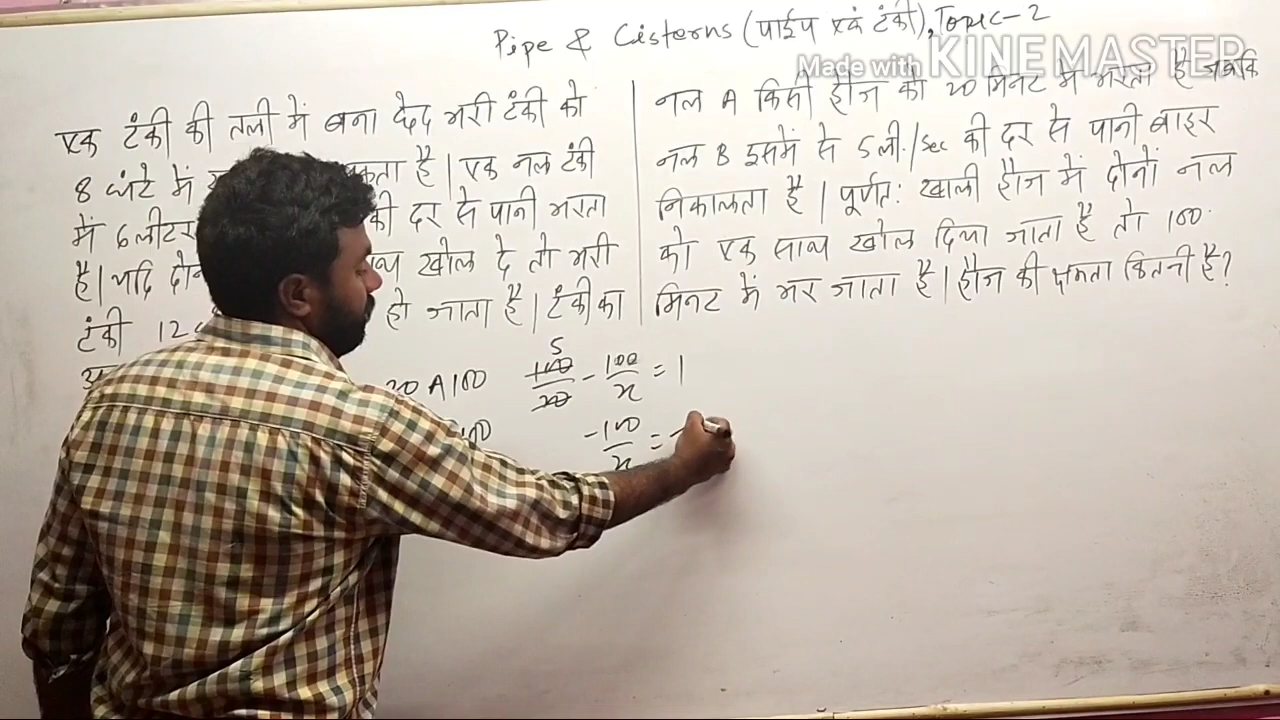 Pipe & Cisterns (पाईप एवं टंकी), Topic-2
Made with KINEMASTER
एक टंकी की तली में बना छेद भरी टंकी को
8 घंटे में है। एक नल टंकी
में 6 लीटर की दर से पानी भरता
है। यदि खोल दे तो भरी
टंकी 12 हो जाता है। टंकी का
नल A किसी हौज को 20 मिनट में भरता है जबकि
नल B इसमें से 5 ली./sec की दर से पानी बाहर
निकालता है। पूर्णत: खाली हौज में दोनों नल
को एक साथ खोल दिया जाता है तो 100
मिनट में भर जाता है। हौज की क्षमता कितनी है?
20 A 100
5
100/20 - 100/x = 1
-100/x =